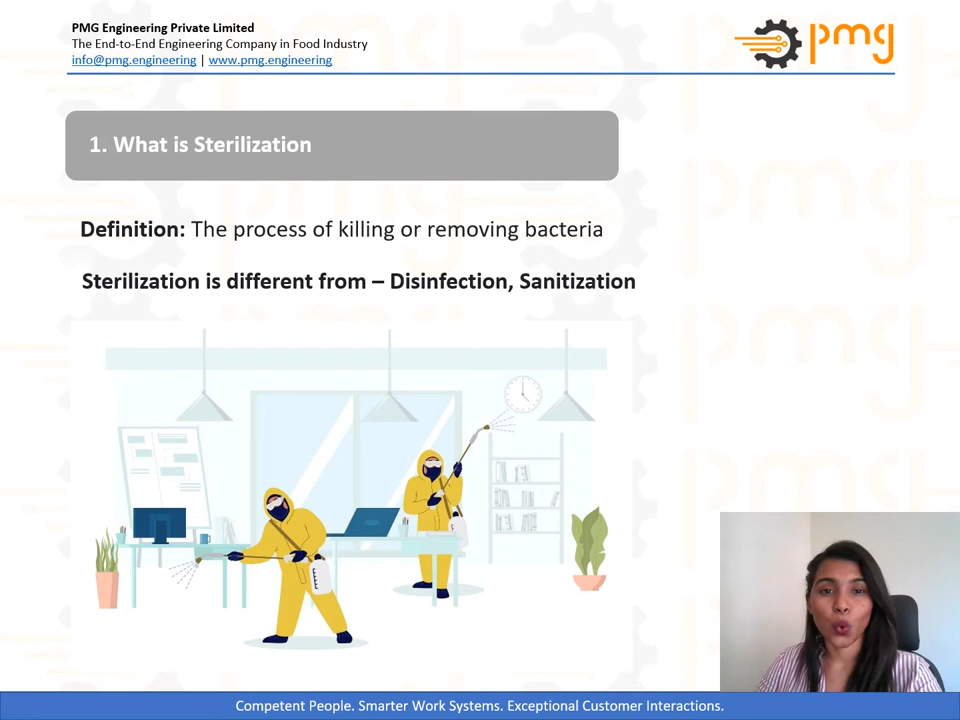 PMG Engineering Private Limited
The End-to-End Engineering Company in Food Industry
info@pmg.engineering | www.pmg.engineering
pmg
1. What is Sterilization
Definition: The process of killing or removing bacteria
Sterilization is different from – Disinfection, Sanitization
Competent People. Smarter Work Systems. Exceptional Customer Interactions.